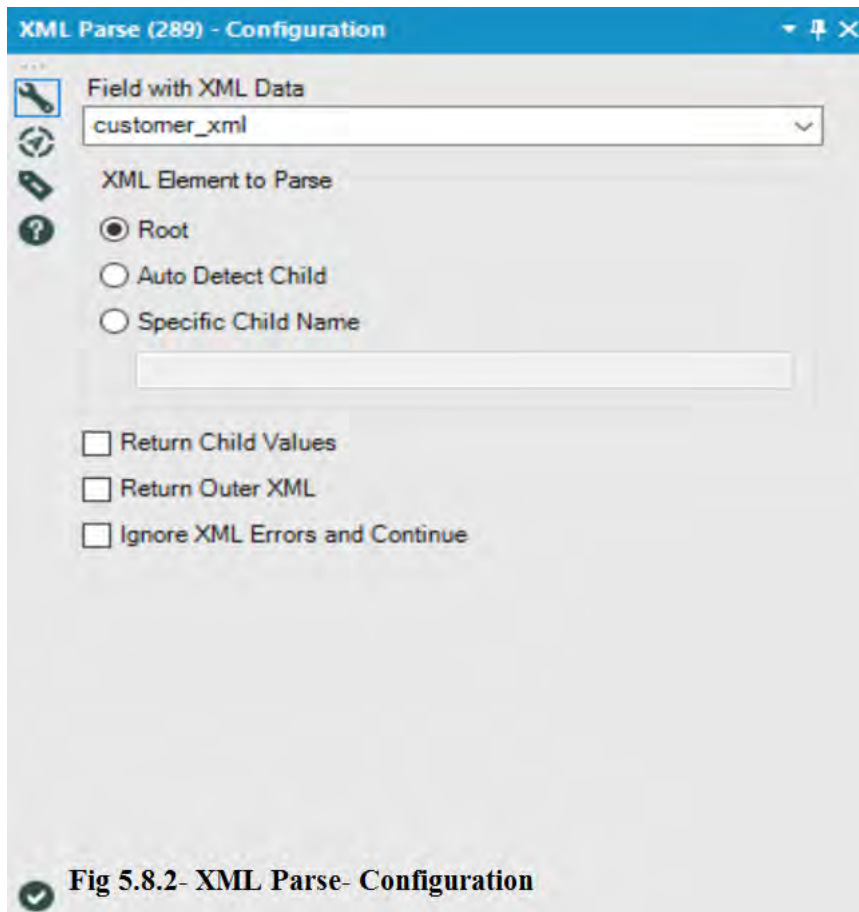 XML Parse (289) - Configuration
Field with XML Data
customer_xml
XML Element to Parse
Root
Auto Detect Child
Specific Child Name
Return Child Values
Return Outer XML
Ignore XML Errors and Continue
Fig 5.8.2- XML Parse- Configuration